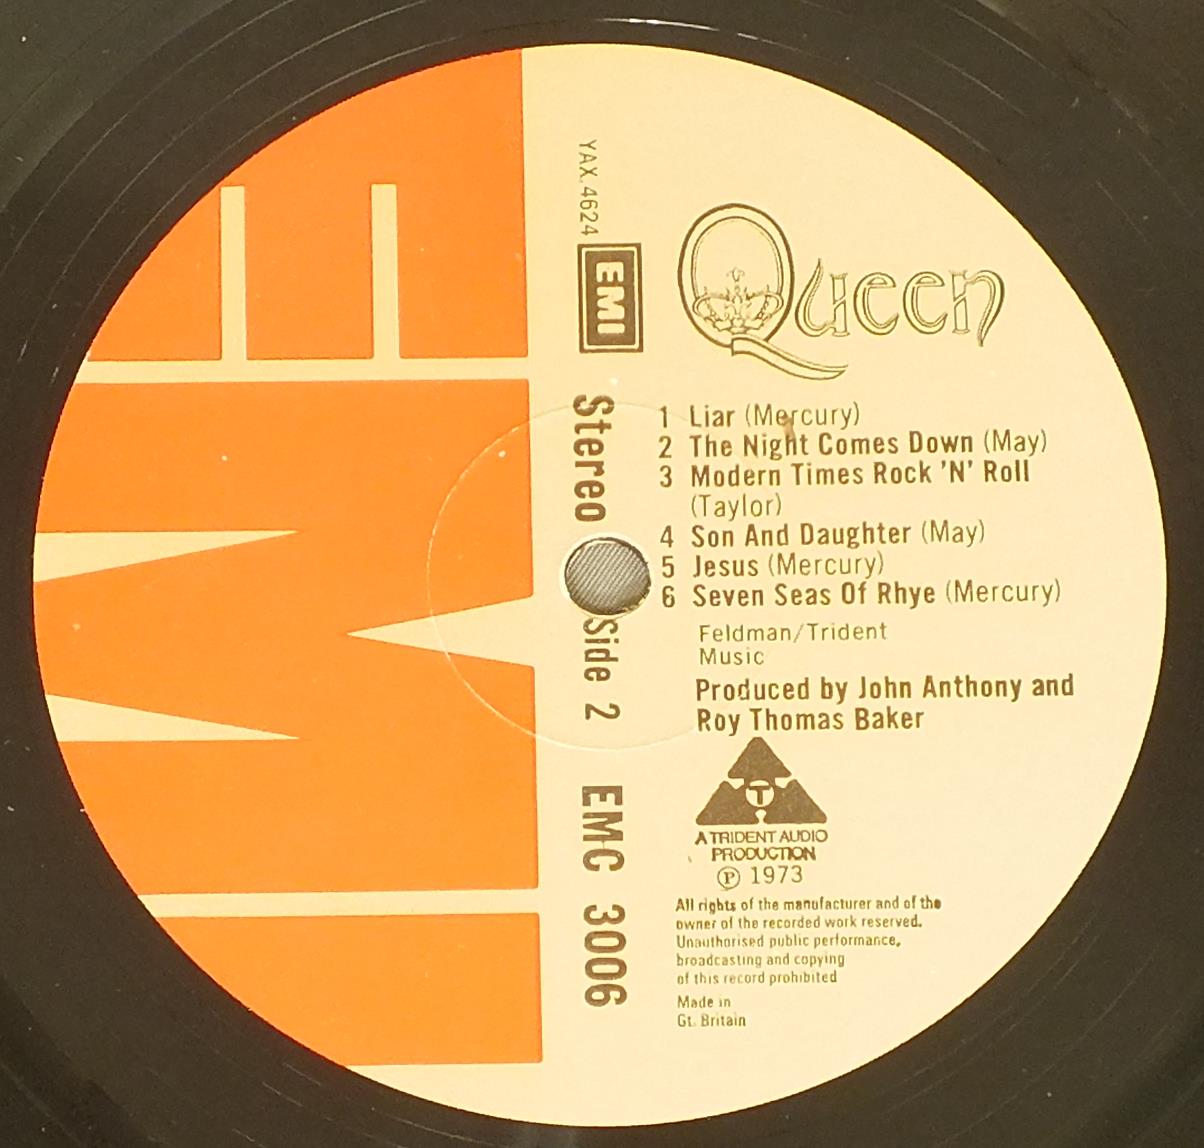 YAX.4624
EMI
Stereo
Side 2
EMC 3006
Queen
1 Liar (Mercury)
2 The Night Comes Down (May)
3 Modern Times Rock 'N' Roll
(Taylor)
4 Son And Daughter (May)
5 Jesus (Mercury)
6 Seven Seas Of Rhye (Mercury)
Feldman/Trident
Music
Produced by John Anthony and
Roy Thomas Baker
T
A TRIDENT AUDIO
PRODUCTION
℗ 1973
All rights of the manufacturer and of the
owner of the recorded work reserved.
Unauthorised public performance,
broadcasting and copying
of this record prohibited
Made in
Gt. Britain
EMI